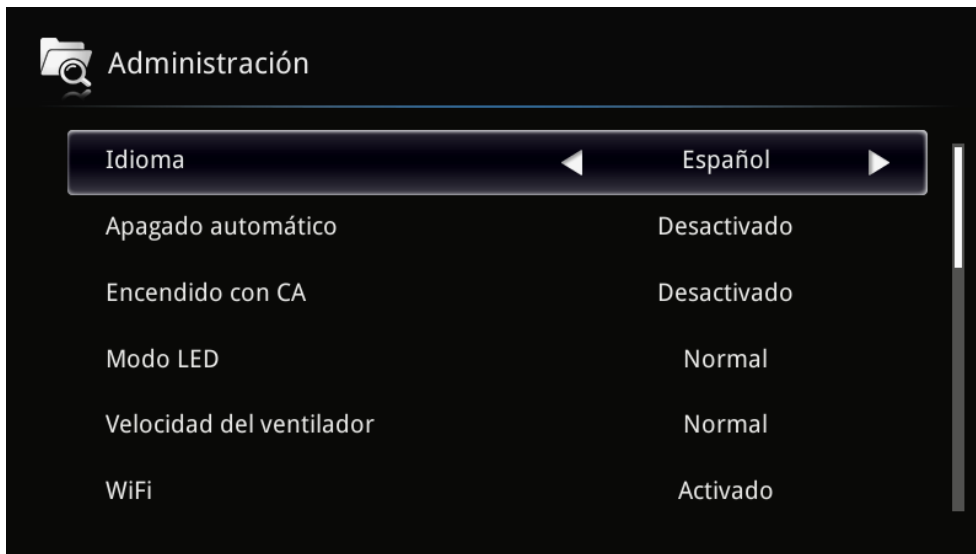 Administración
Idioma Español
Apagado automático Desactivado
Encendido con CA Desactivado
Modo LED Normal
Velocidad del ventilador Normal
WiFi Activado